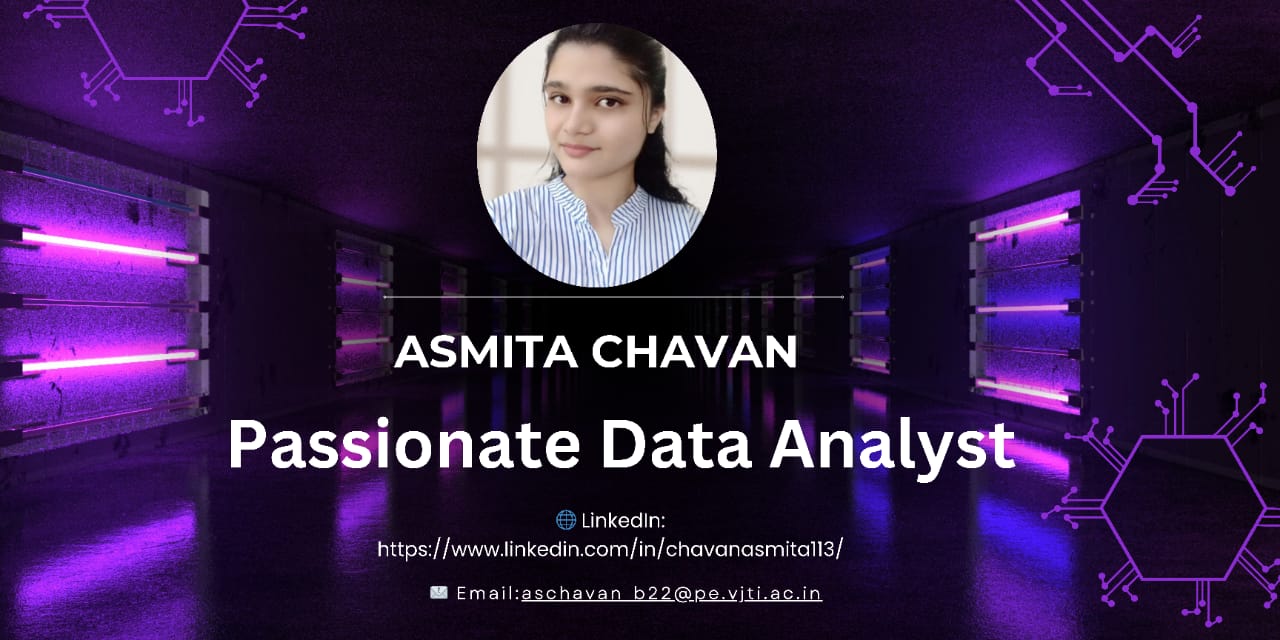 ASMITA CHAVAN
Passionate Data Analyst
🌐 LinkedIn:
https://www.linkedin.com/in/chavanasmita113/
📧 Email:aschavan_b22@pe.vjti.ac.in